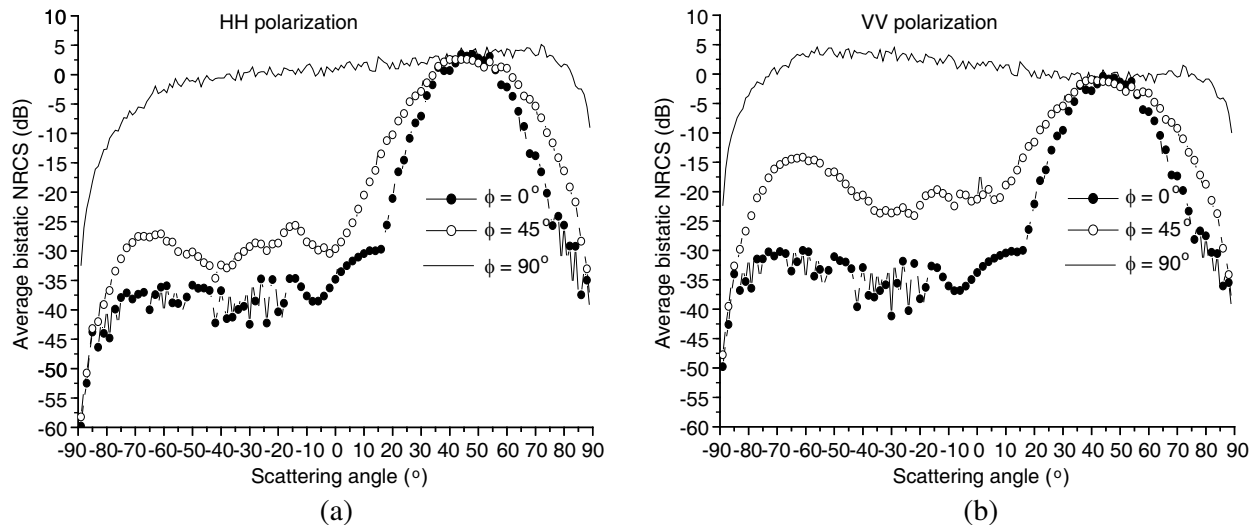 HH polarization
10
5
0
-5
-10
-15
-20
-25
-30
-35
-40
-45
-50
-55
-60
Average bistatic NRCS (dB)
ϕ = 0°
ϕ = 45°
ϕ = 90°
-90 -80 -70 -60 -50 -40 -30 -20 -10 0 10 20 30 40 50 60 70 80 90
Scattering angle (°)
(a)
VV polarization
10
5
0
-5
-10
-15
-20
-25
-30
-35
-40
-45
-50
-55
-60
Average bistatic NRCS (dB)
ϕ = 0°
ϕ = 45°
ϕ = 90°
-90 -80 -70 -60 -50 -40 -30 -20 -10 0 10 20 30 40 50 60 70 80 90
Scattering angle (°)
(b)